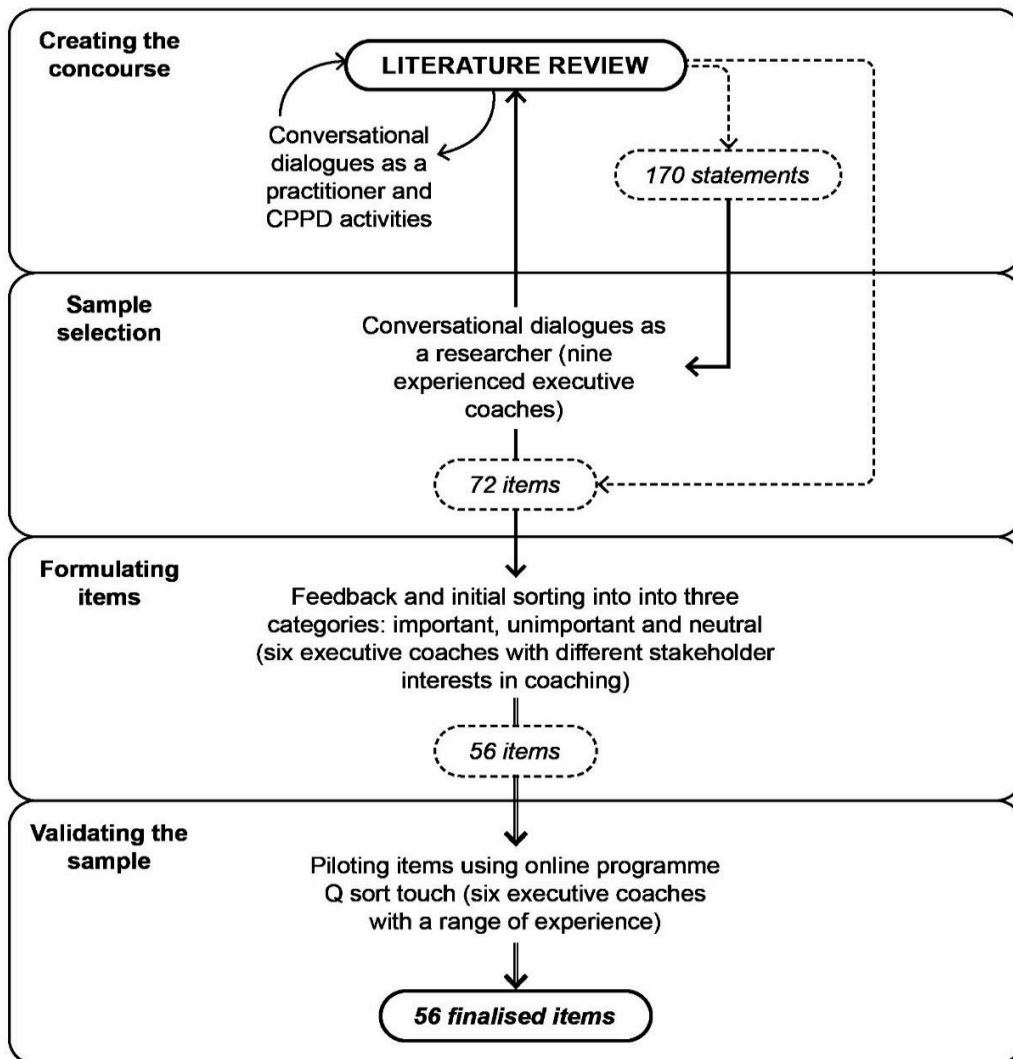 Creating the
concourse
LITERATURE REVIEW
Conversational
dialogues as a
practitioner and
CPPD activities
170 statements
Sample
selection
Conversational dialogues as
a researcher (nine
experienced executive
coaches)
72 items
Formulating
items
Feedback and initial sorting into into three
categories: important, unimportant and neutral
(six executive coaches with different stakeholder
interests in coaching)
56 items
Validating the
sample
Piloting items using online programme
Q sort touch (six executive coaches
with a range of experience)
56 finalised items